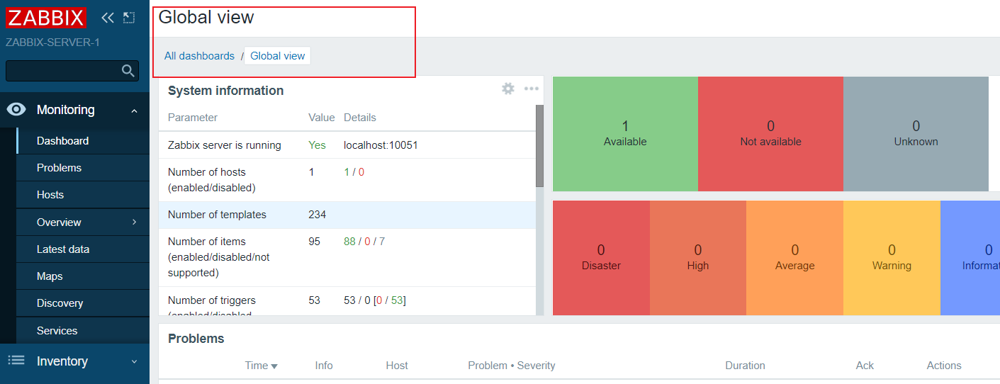 ZABBIX
ZABBIX-SERVER-1
Monitoring
Dashboard
Problems
Hosts
Overview
Latest data
Maps
Discovery
Services
Inventory
Global view
All dashboards / Global view
System information
Parameter Value Details
Zabbix server is running Yes localhost:10051
Number of hosts 1 1 / 0
(enabled/disabled)
Number of templates 234
Number of items 95 88 / 0 / 7
(enabled/disabled/not
supported)
Number of triggers 53 53 / 0 [0 / 53]
(enabled/disabled
1 0 0
Available Not available Unknown
0 0 0 0 0
Disaster High Average Warning Informat
Problems
Time Info Host Problem • Severity Duration Ack Actions